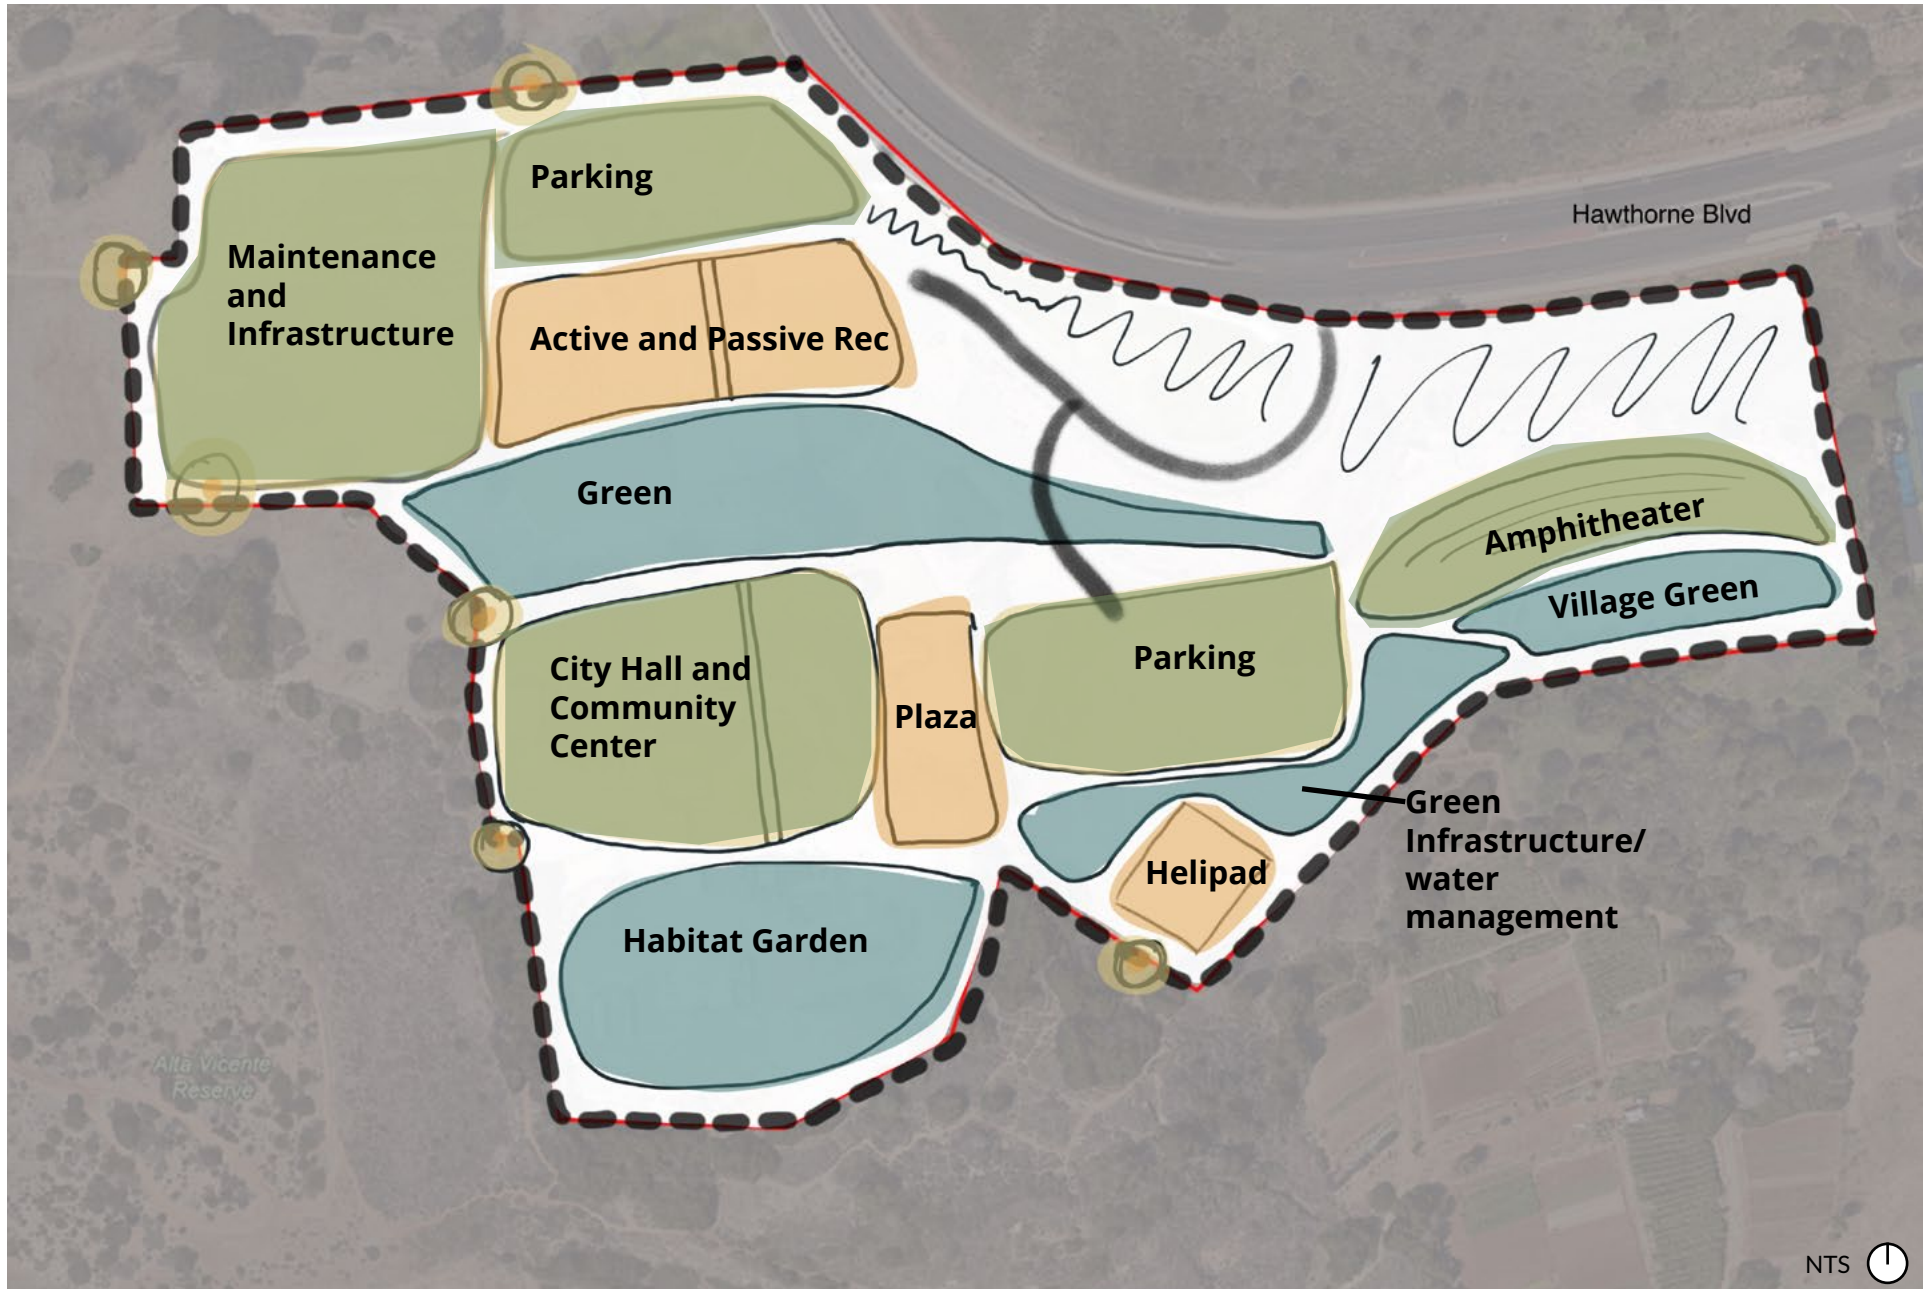 Parking
Hawthorne Blvd
Maintenance
and
Infrastructure
Active and Passive Rec
Green
Amphitheater
Village Green
City Hall and
Community
Center
Parking
Plaza
Green
Infrastructure/
water
management
Helipad
Habitat Garden
Alta Vicente
Reserve
NTS